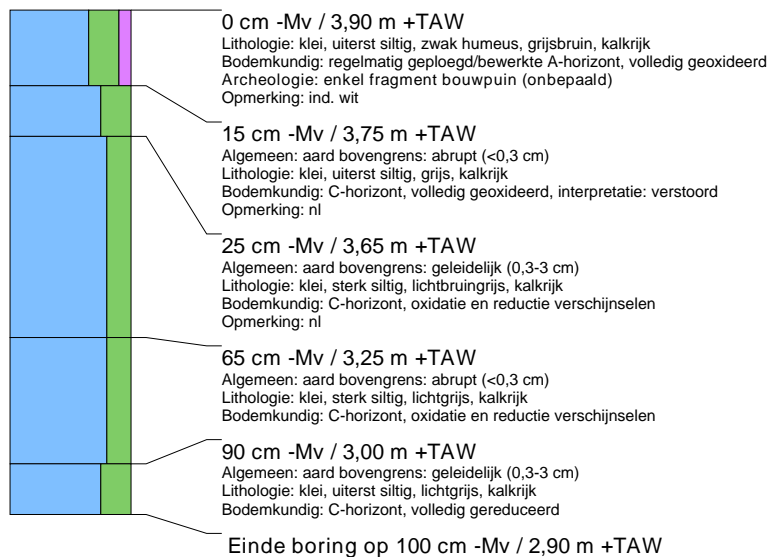 0 cm -Mv / 3,90 m +TAW
Lithologie: klei, uiterst siltig, zwak humeus, grijsbruin, kalkrijk
Bodemkundig: regelmatig geploegd/bewerkte A-horizont, volledig geoxideerd
Archeologie: enkel fragment bouwpuin (onbepaald)
Opmerking: ind. wit
15 cm -Mv / 3,75 m +TAW
Algemeen: aard bovengrens: abrupt (<0,3 cm)
Lithologie: klei, uiterst siltig, grijs, kalkrijk
Bodemkundig: C-horizont, volledig geoxideerd, interpretatie: verstoord
Opmerking: nl
25 cm -Mv / 3,65 m +TAW
Algemeen: aard bovengrens: geleidelijk (0,3-3 cm)
Lithologie: klei, sterk siltig, lichtbruingrijs, kalkrijk
Bodemkundig: C-horizont, oxidatie en reductie verschijnselen
Opmerking: nl
65 cm -Mv / 3,25 m +TAW
Algemeen: aard bovengrens: abrupt (<0,3 cm)
Lithologie: klei, sterk siltig, lichtgrijs, kalkrijk
Bodemkundig: C-horizont, oxidatie en reductie verschijnselen
90 cm -Mv / 3,00 m +TAW
Algemeen: aard bovengrens: geleidelijk (0,3-3 cm)
Lithologie: klei, uiterst siltig, lichtgrijs, kalkrijk
Bodemkundig: C-horizont, volledig gereduceerd
Einde boring op 100 cm -Mv / 2,90 m +TAW